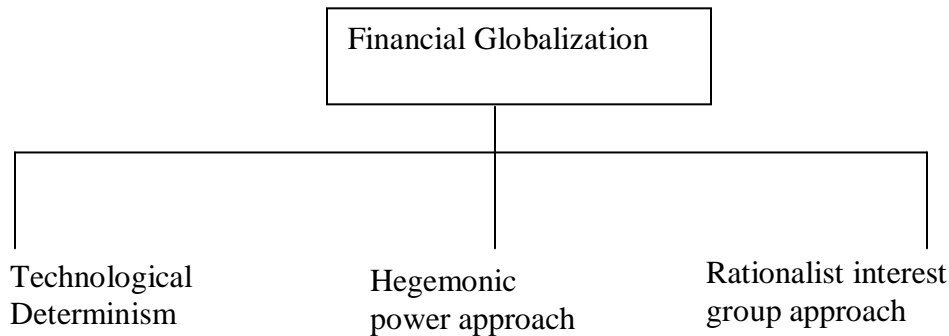 Financial Globalization
Technological
Determinism
Hegemonic
power approach
Rationalist interest
group approach